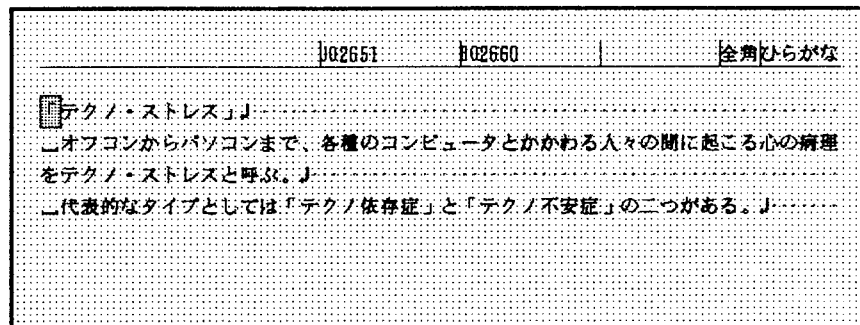 J02651 J02660 全角ひらがな
「テクノ・ストレス」↲
␣オフコンからパソコンまで、各種のコンピュータとかかわる人々の間に起こる心の病理
をテクノ・ストレスと呼ぶ。↲
␣代表的なタイプとしては「テクノ依存症」と「テクノ不安症」の二つがある。↲